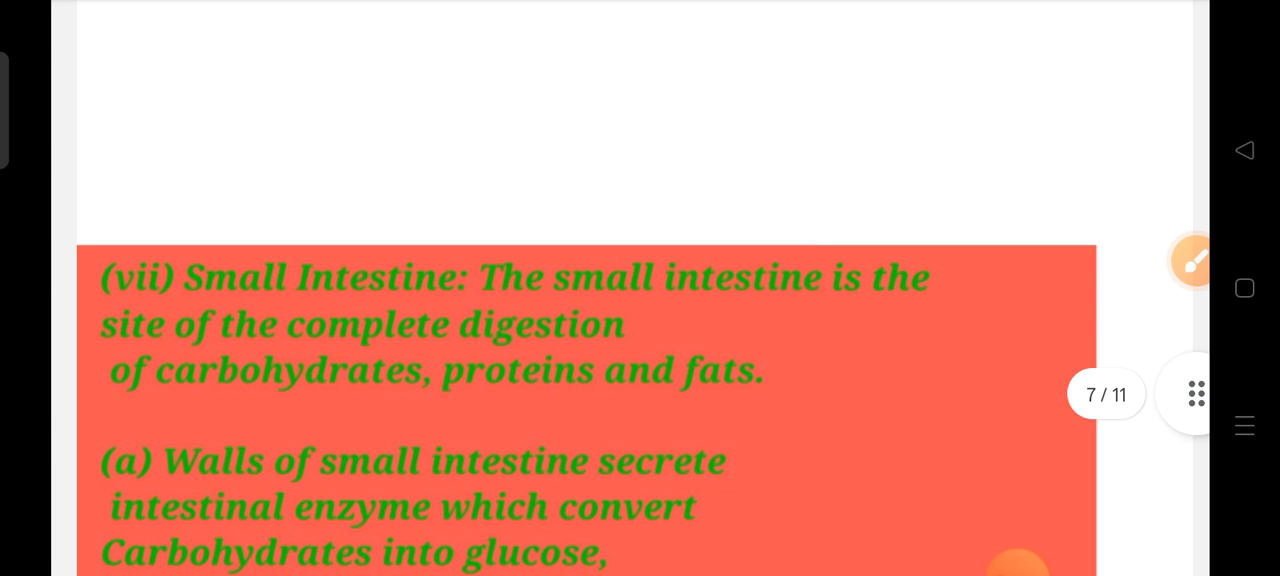 (vii) Small Intestine: The small intestine is the
site of the complete digestion
of carbohydrates, proteins and fats.
7 / 11
(a) Walls of small intestine secrete
intestinal enzyme which convert
Carbohydrates into glucose,